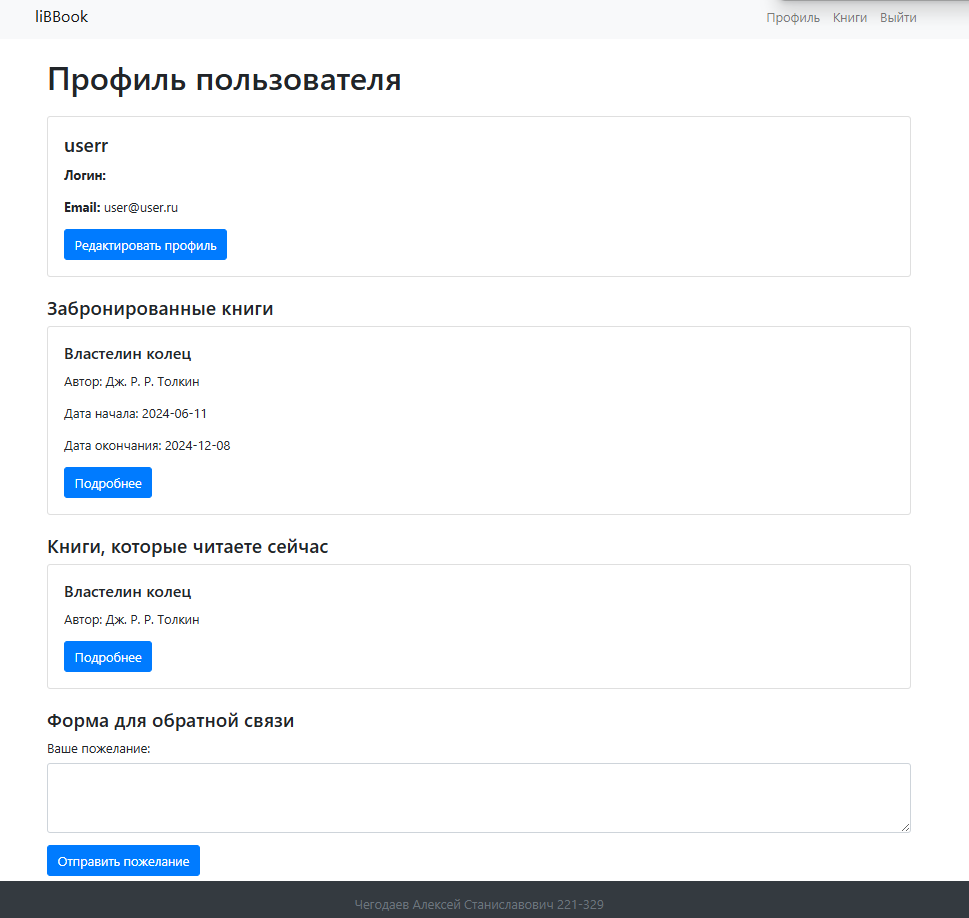 liBBook
Профиль Книги Выйти
Профиль пользователя
userr
Логин:
Email: user@user.ru
Редактировать профиль
Забронированные книги
Властелин колец
Автор: Дж. Р. Р. Толкин
Дата начала: 2024-06-11
Дата окончания: 2024-12-08
Подробнее
Книги, которые читаете сейчас
Властелин колец
Автор: Дж. Р. Р. Толкин
Подробнее
Форма для обратной связи
Ваше пожелание:
Отправить пожелание
Чегодаев Алексей Станиславович 221-329